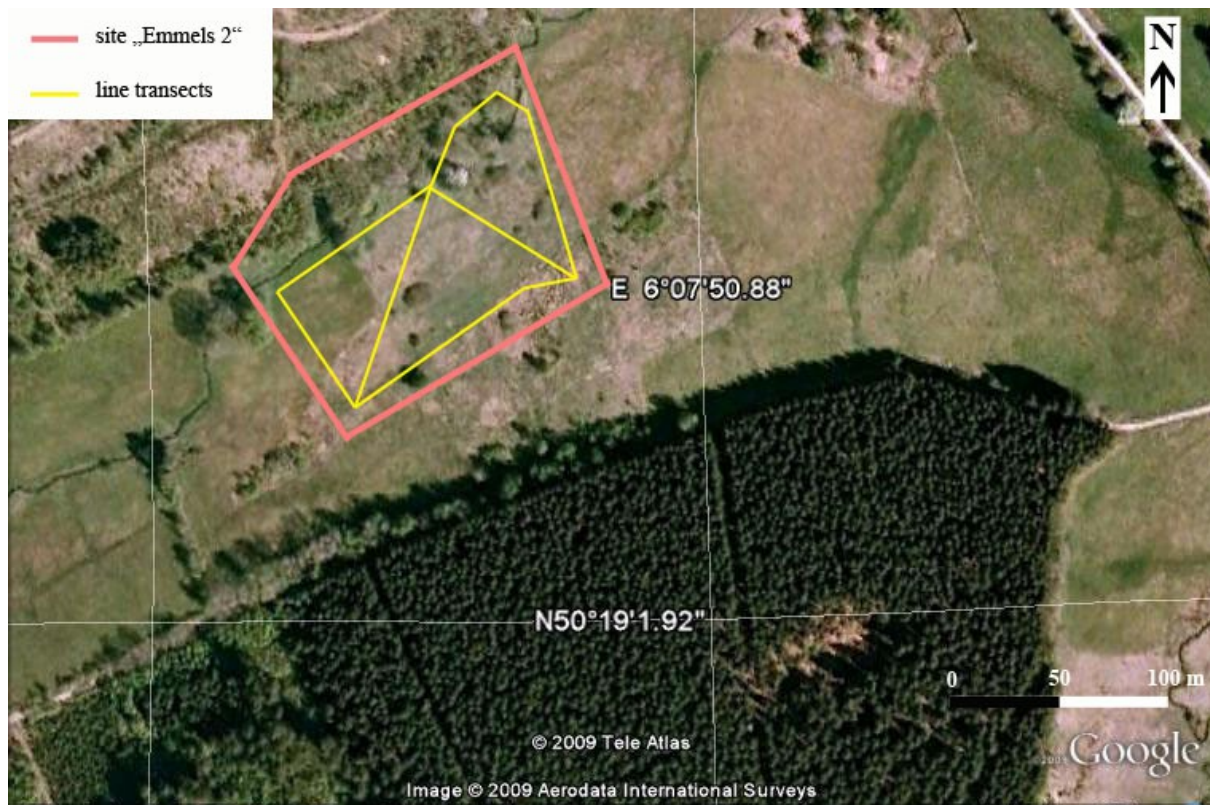 site „Emmels 2“
line transects
N
E 6°07'50.88"
N50°19'1.92"
0 50 100 m
© 2009 Tele Atlas
Google
Image © 2009 Aerodata International Surveys